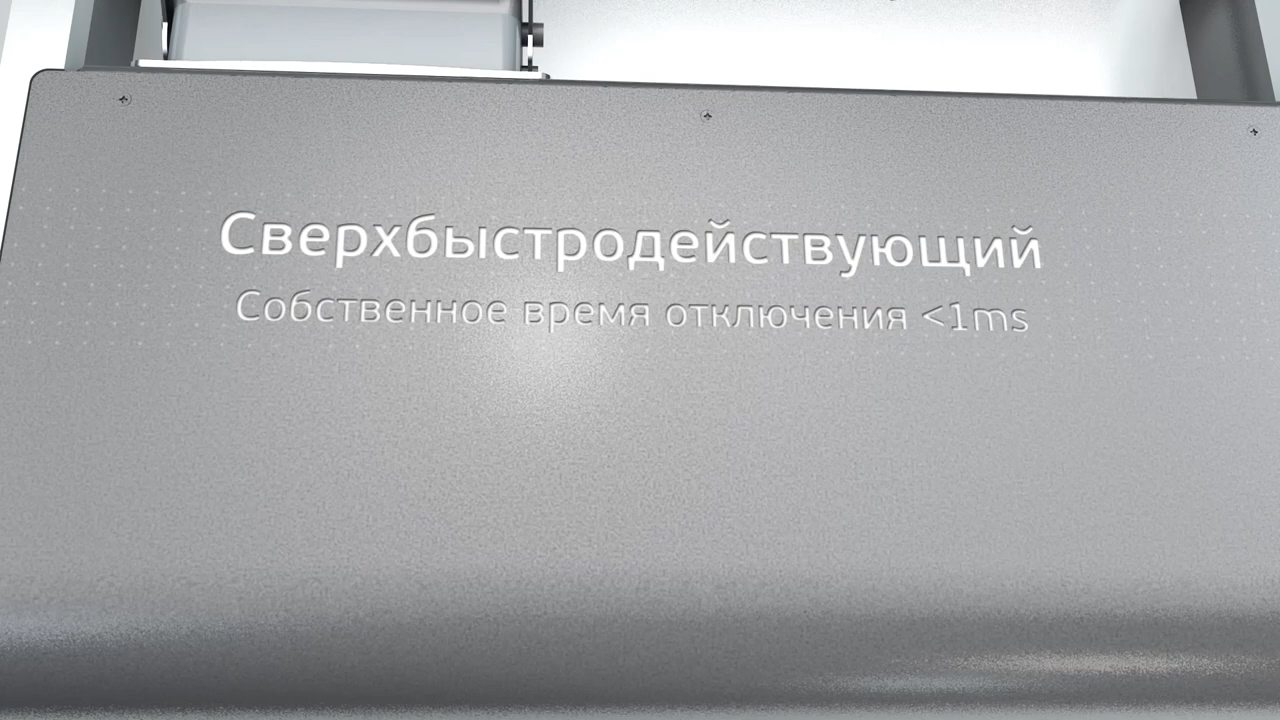 Сверхбыстродействующий
Собственное время отключения <1ms